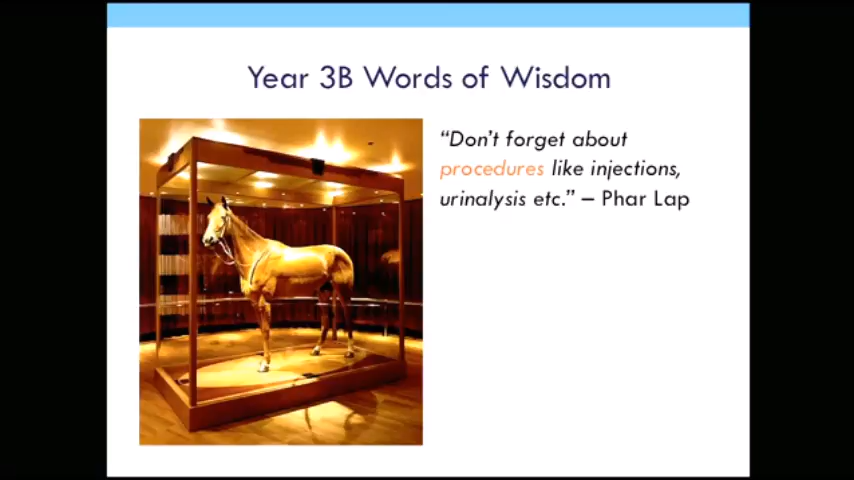 Year 3B Words of Wisdom
“Don’t forget about
procedures like injections,
urinalysis etc.” – Phar Lap